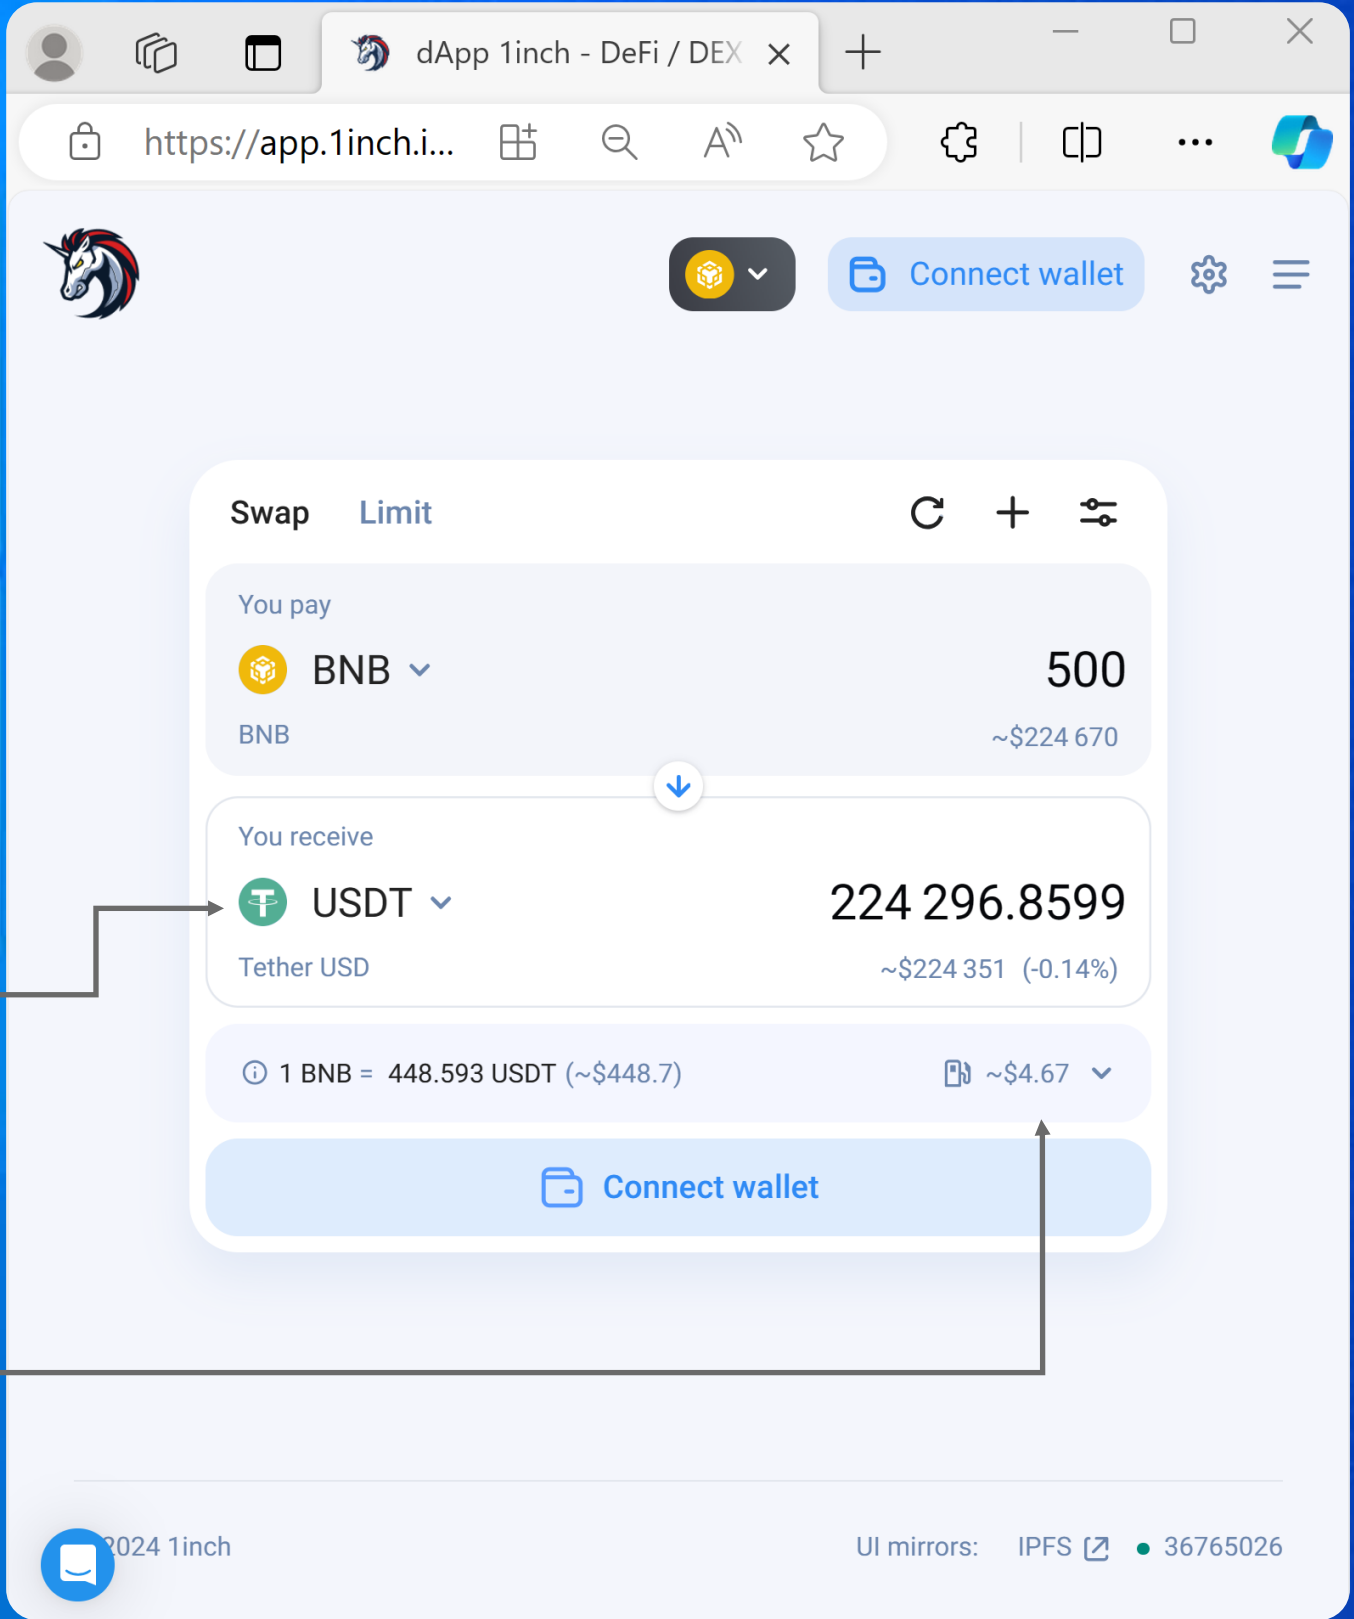 dApp 1inch - DeFi / DEX
https://app.1inch.i...
Connect wallet
Swap Limit
You pay
BNB 500
BNB ~$224 670
You receive
USDT 224 296.8599
Tether USD ~$224 351 (-0.14%)
1 BNB = 448.593 USDT (~$448.7) ~$4.67
Connect wallet
2024 1inch UI mirrors: IPFS 36765026